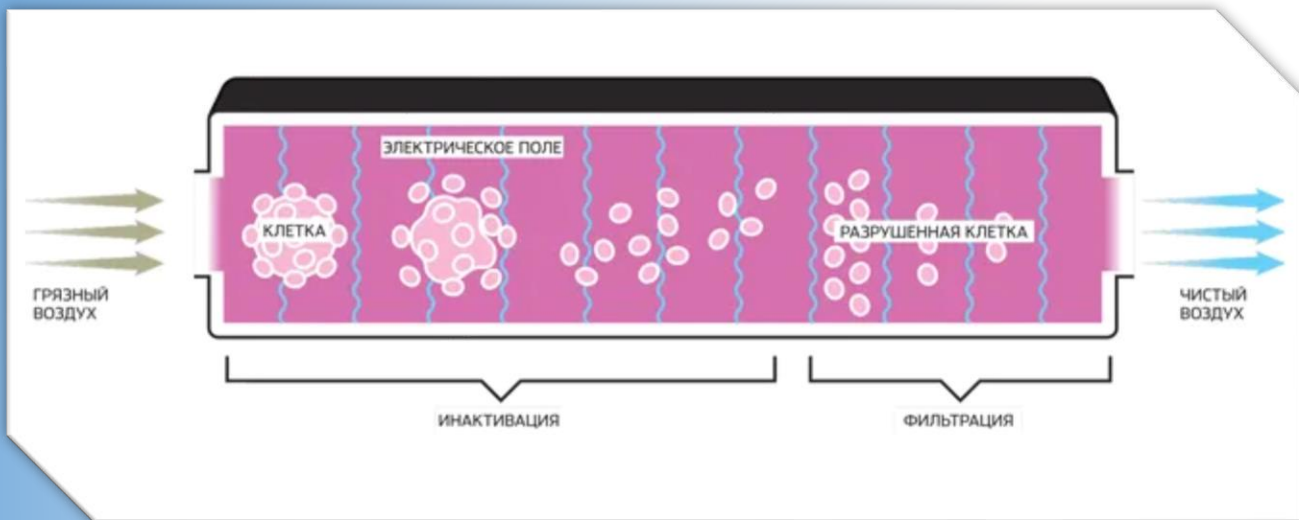 ЭЛЕКТРИЧЕСКОЕ ПОЛЕ
КЛЕТКА
РАЗРУШЕННАЯ КЛЕТКА
ГРЯЗНЫЙ
ВОЗДУХ
ЧИСТЫЙ
ВОЗДУХ
ИНАКТИВАЦИЯ
ФИЛЬТРАЦИЯ